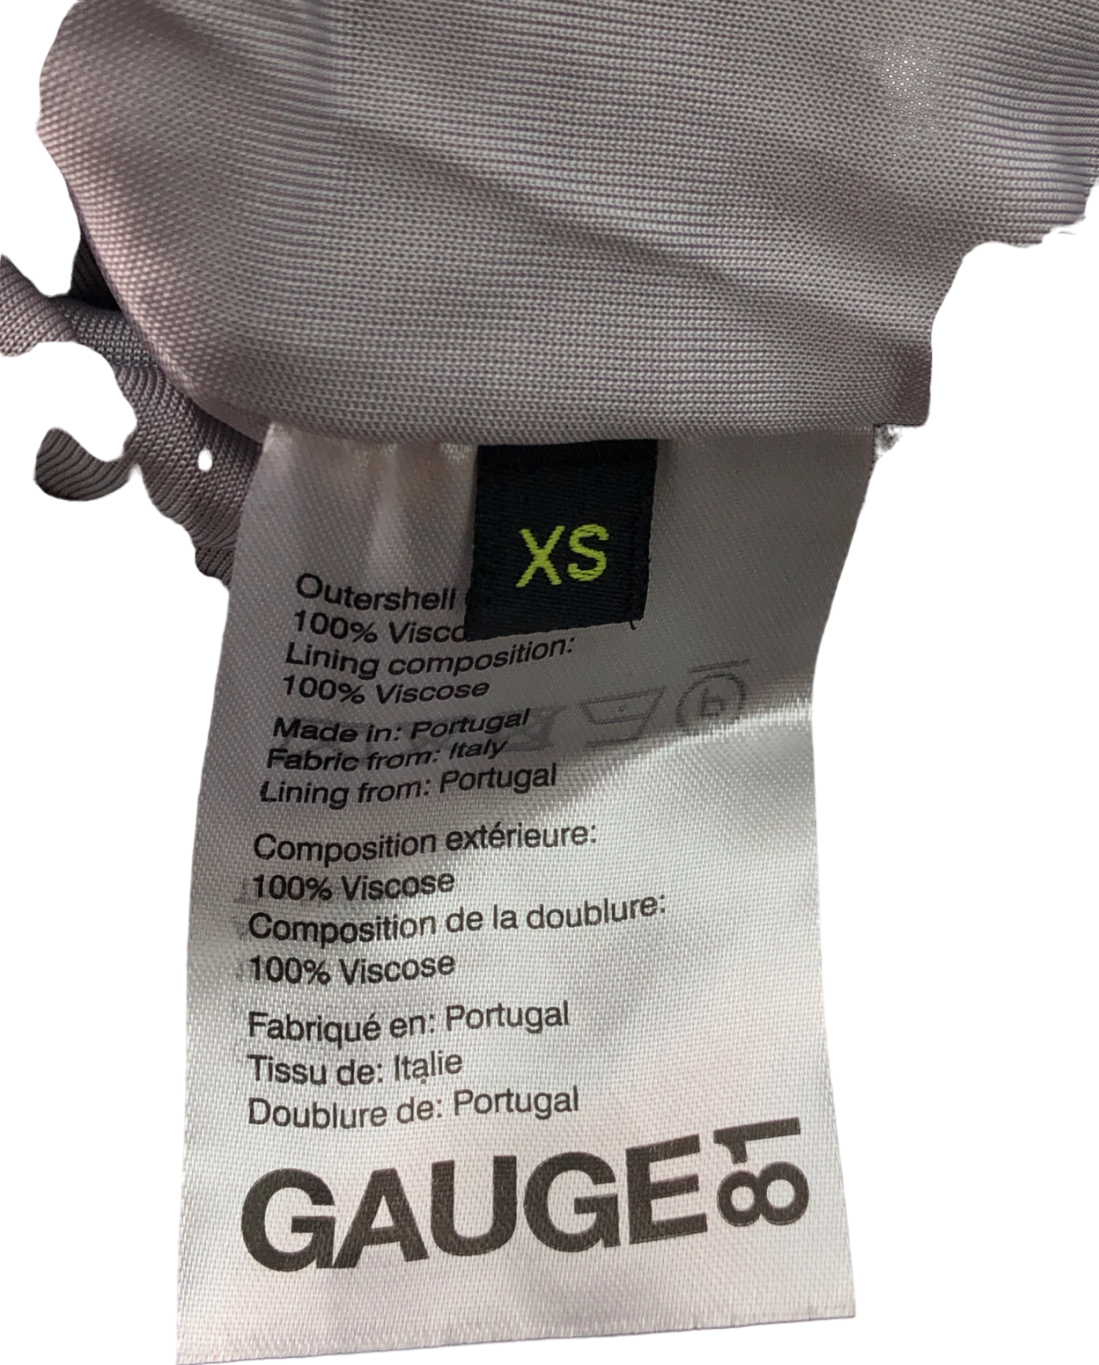 XS
Outershell
100% Visco
Lining composition:
100% Viscose
Made in: Portugal
Fabric from: Italy
Lining from: Portugal
Composition extérieure:
100% Viscose
Composition de la doublure:
100% Viscose
Fabriqué en: Portugal
Tissu de: Italie
Doublure de: Portugal
GAUGE81